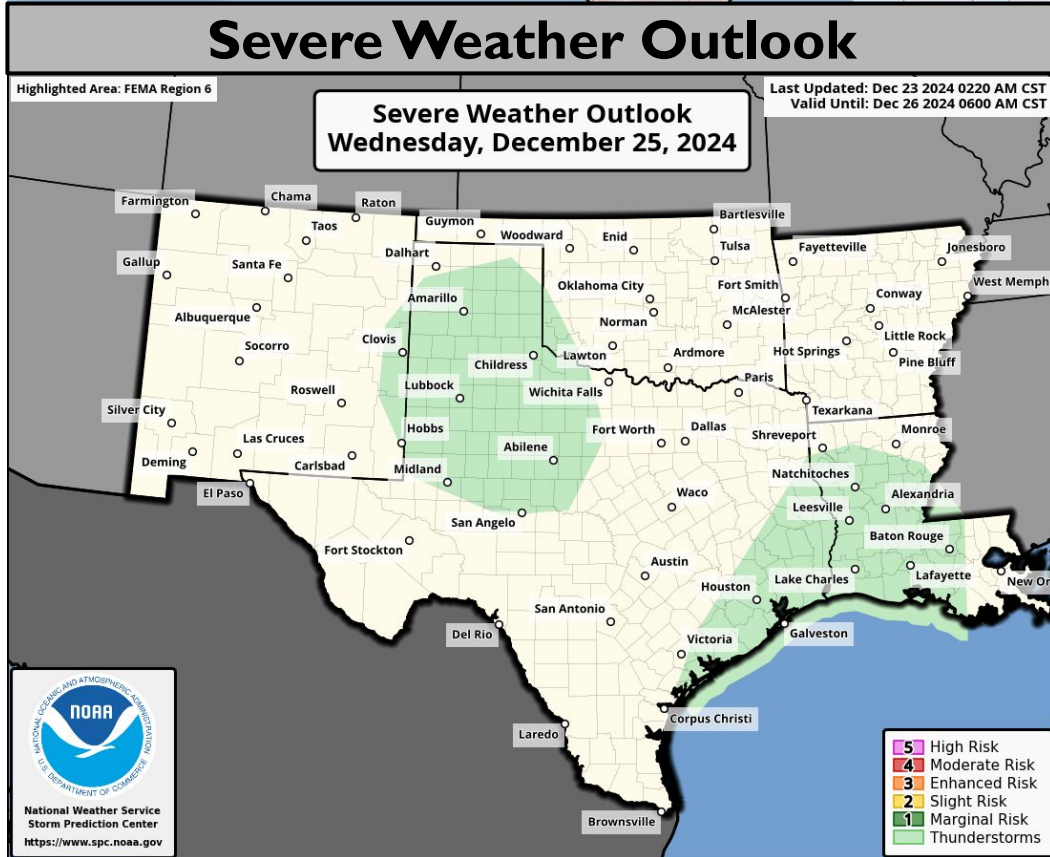 Severe Weather Outlook
Highlighted Area: FEMA Region 6
Last Updated: Dec 23 2024 0220 AM CST
Valid Until: Dec 26 2024 0600 AM CST
Severe Weather Outlook
Wednesday, December 25, 2024
Farmington
Chama
Raton
Taos
Guymon
Woodward
Enid
Bartlesville
Tulsa
Fayetteville
Jonesboro
Gallup
Santa Fe
Dalhart
Oklahoma City
Fort Smith
West Memph
Amarillo
Conway
Albuquerque
Norman
McAlester
Little Rock
Socorro
Clovis
Childress
Lawton
Ardmore
Hot Springs
Pine Bluff
Roswell
Lubbock
Wichita Falls
Paris
Silver City
Texarkana
Las Cruces
Hobbs
Fort Worth
Dallas
Shreveport
Monroe
Deming
Carlsbad
Midland
Abilene
Natchitoches
El Paso
Waco
Alexandria
San Angelo
Leesville
Fort Stockton
Baton Rouge
Austin
Houston
Lake Charles
Lafayette
New Or
San Antonio
Del Rio
Victoria
Galveston
Corpus Christi
Laredo
Brownsville
NATIONAL OCEANIC AND ATMOSPHERIC ADMINISTRATION
NOAA
U.S. DEPARTMENT OF COMMERCE
National Weather Service
Storm Prediction Center
https://www.spc.noaa.gov
5 High Risk
4 Moderate Risk
3 Enhanced Risk
2 Slight Risk
1 Marginal Risk
Thunderstorms